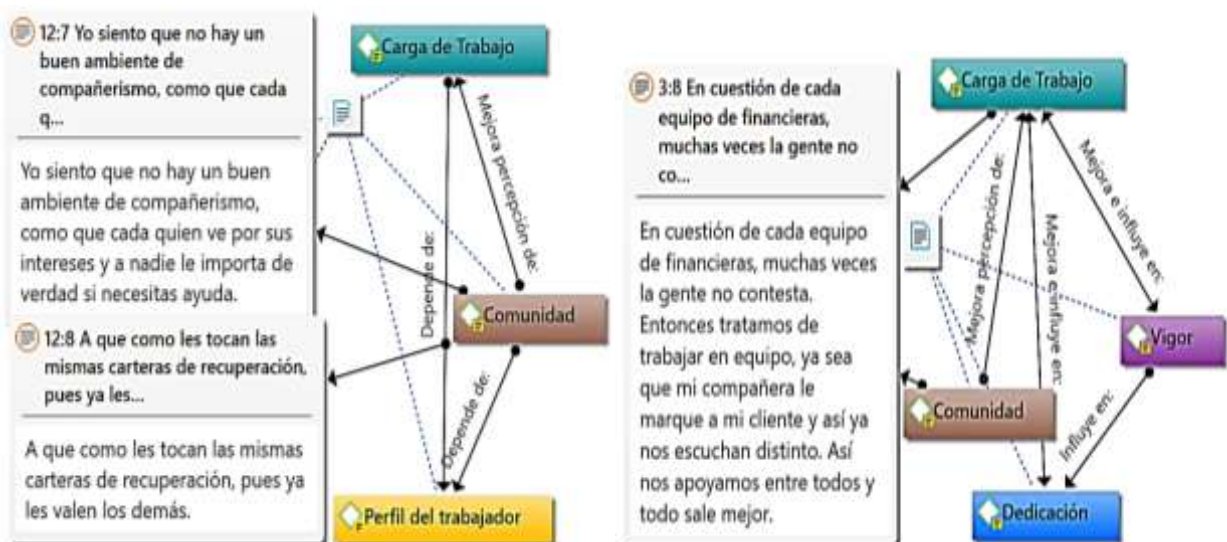 12:7 Yo siento que no hay un
buen ambiente de
compañerismo, como que cada
q...
Yo siento que no hay un buen
ambiente de compañerismo,
como que cada quien ve por sus
intereses y a nadie le importa de
verdad si necesitas ayuda.
12:8 A que como les tocan las
mismas carteras de recuperación,
pues ya les...
A que como les tocan las mismas
carteras de recuperación, pues ya
les valen los demás.
Carga de Trabajo
Mejora percepción de:
Depende de:
Comunidad
Depende de:
Perfil del trabajador
3:8 En cuestión de cada
equipo de financieras,
muchas veces la gente no
co...
En cuestión de cada equipo
de financieras, muchas veces
la gente no contesta.
Entonces tratamos de
trabajar en equipo, ya sea
que mi compañera le
marque a mi cliente y así ya
nos escuchan distinto. Así
nos apoyamos entre todos y
todo sale mejor.
Carga de Trabajo
Mejora e influye en:
Mejora percepción de:
Mejora e influye en:
Vigor
Comunidad
Influye en:
Dedicación